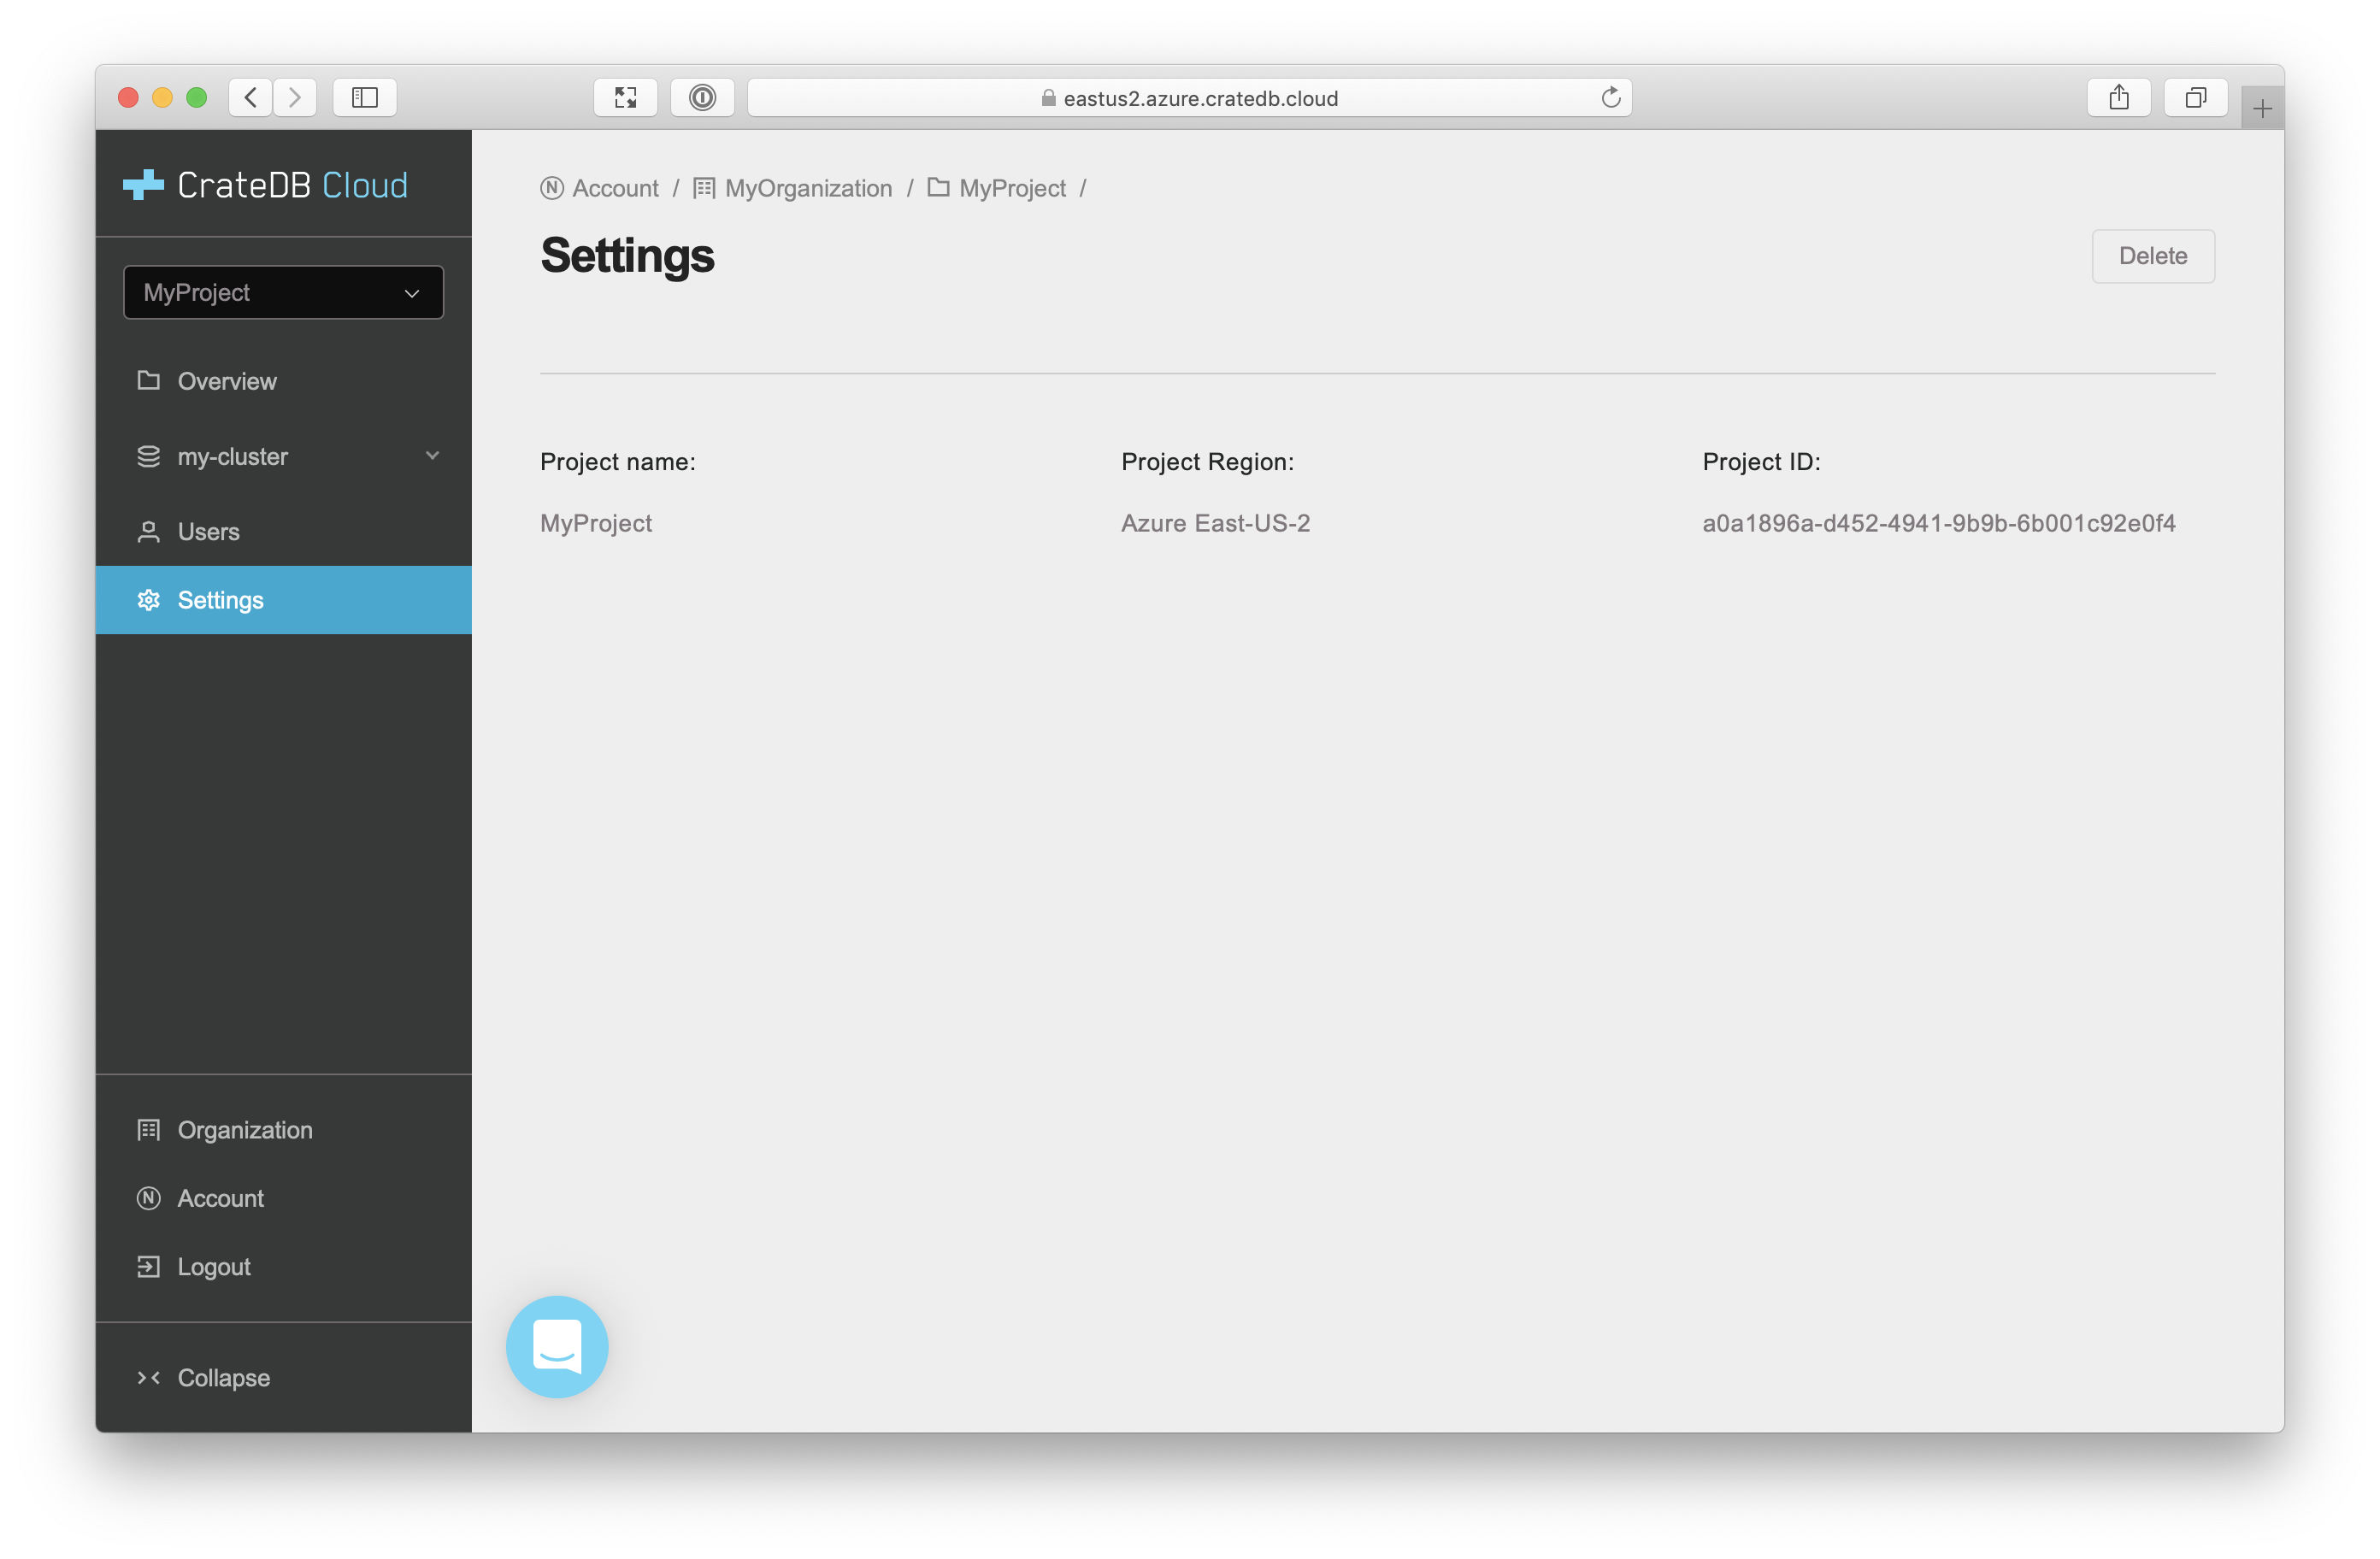 eastus2.azure.cratedb.cloud
CrateDB Cloud
MyProject
Overview
my-cluster
Users
Settings
Organization
Account
Logout
Collapse
Account / MyOrganization / MyProject /
Settings
Delete
Project name:
MyProject
Project Region:
Azure East-US-2
Project ID:
a0a1896a-d452-4941-9b9b-6b001c92e0f4